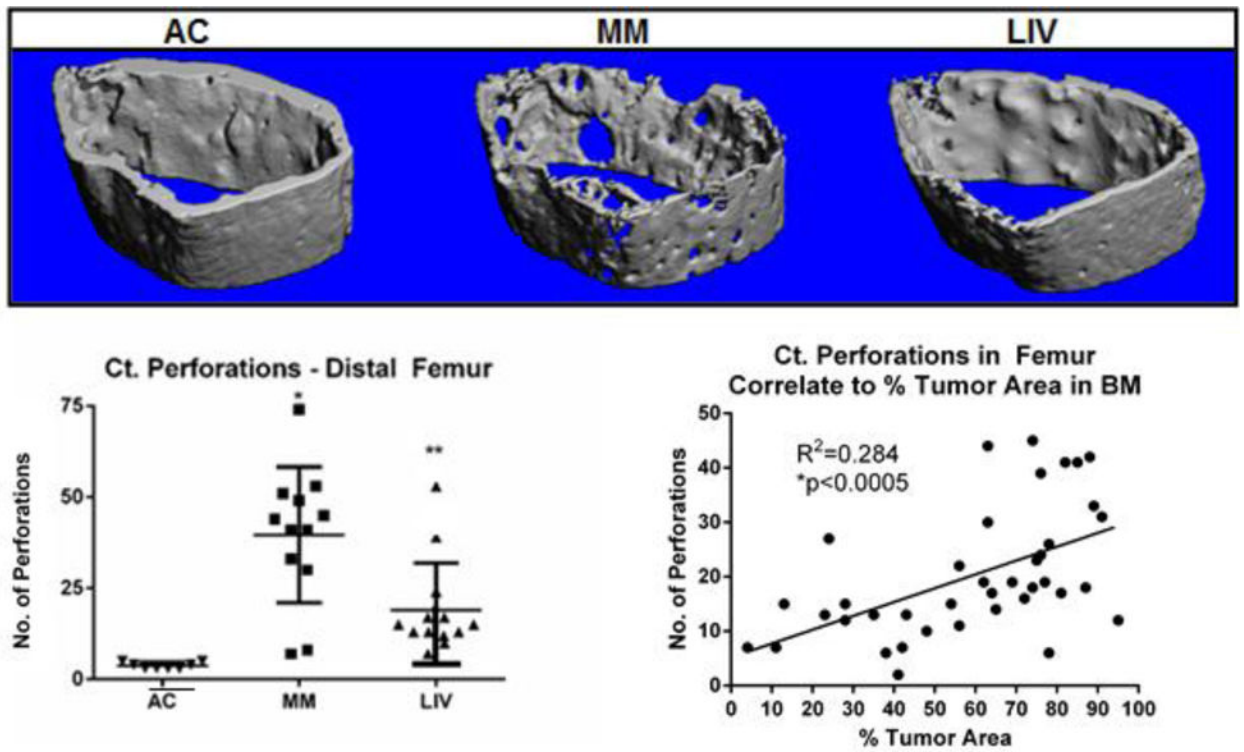 AC MM LIV
Ct. Perforations - Distal Femur
No. of Perforations
75
50
25
0
*
**
AC MM LIV
Ct. Perforations in Femur
Correlate to % Tumor Area in BM
No. of Perforations
50
40
30
20
10
0
R²=0.284
*p<0.0005
0 10 20 30 40 50 60 70 80 90 100
% Tumor Area